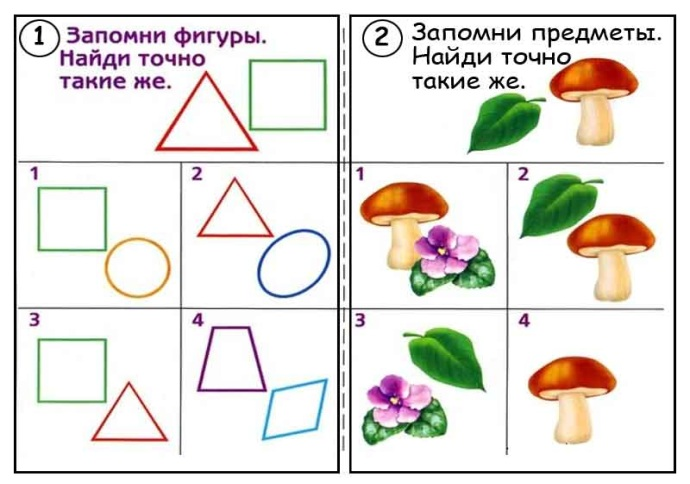 1 Запомни фигуры.
Найди точно
такие же.
1
2
3
4
2 Запомни предметы.
Найди точно
такие же.
1
2
3
4